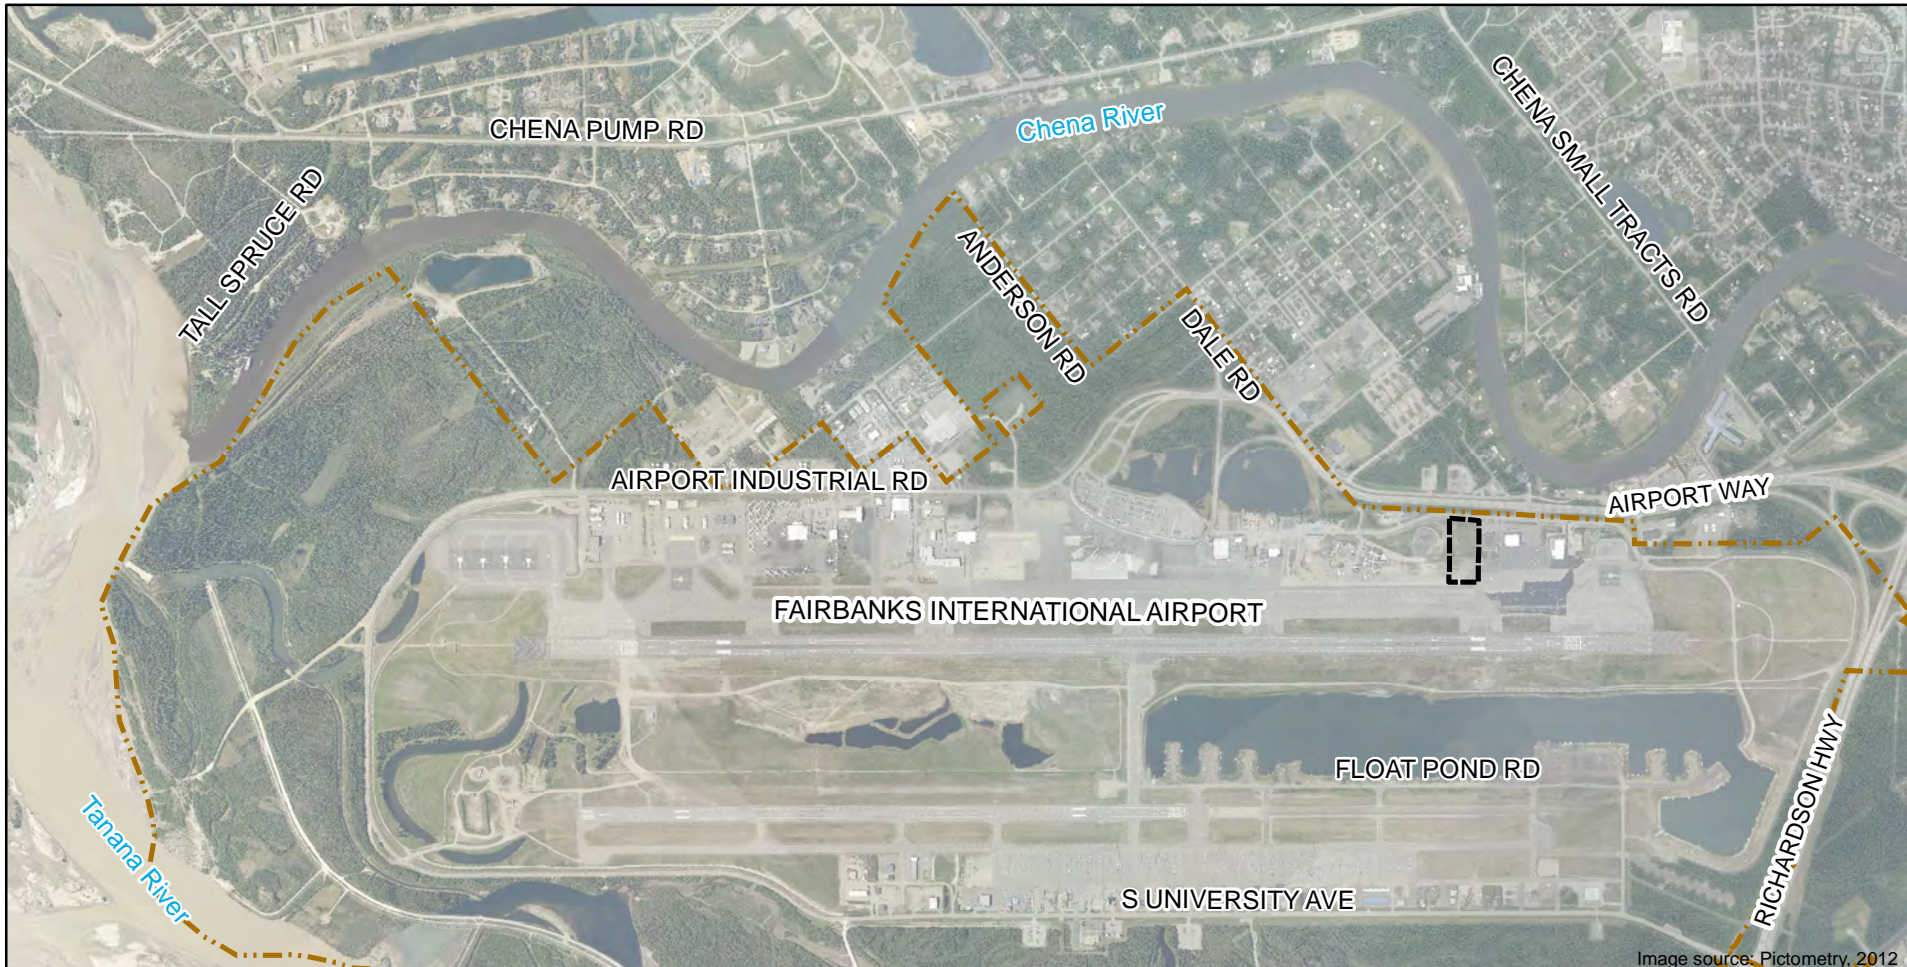 CHENA PUMP RD
Chena River
CHENA SMALL TRACTS RD
TALL SPRUCE RD
ANDERSON RD
DALE RD
AIRPORT INDUSTRIAL RD
AIRPORT WAY
FAIRBANKS INTERNATIONAL AIRPORT
FLOAT POND RD
Tanana River
RICHARDSON HWY
S UNIVERSITY AVE
Image source: Pictometry, 2012